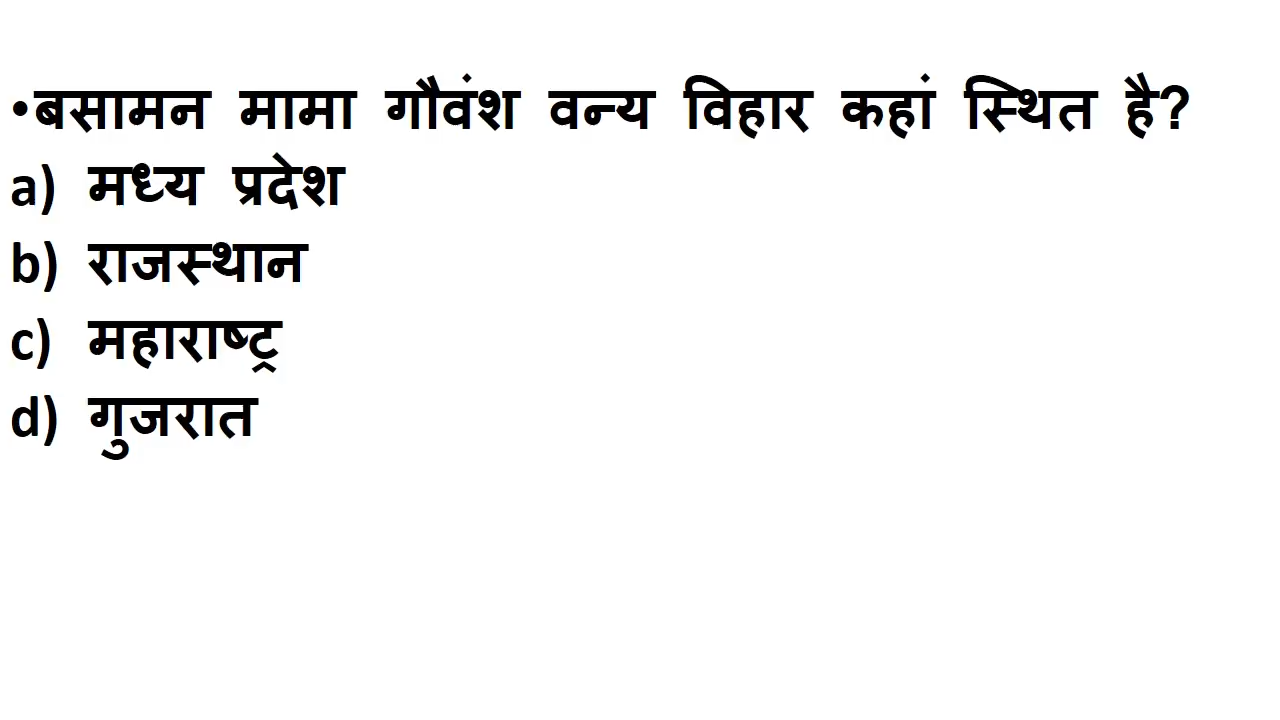 •बसामन मामा गौवंश वन्य विहार कहां स्थित है?
a) मध्य प्रदेश
b) राजस्थान
c) महाराष्ट्र
d) गुजरात